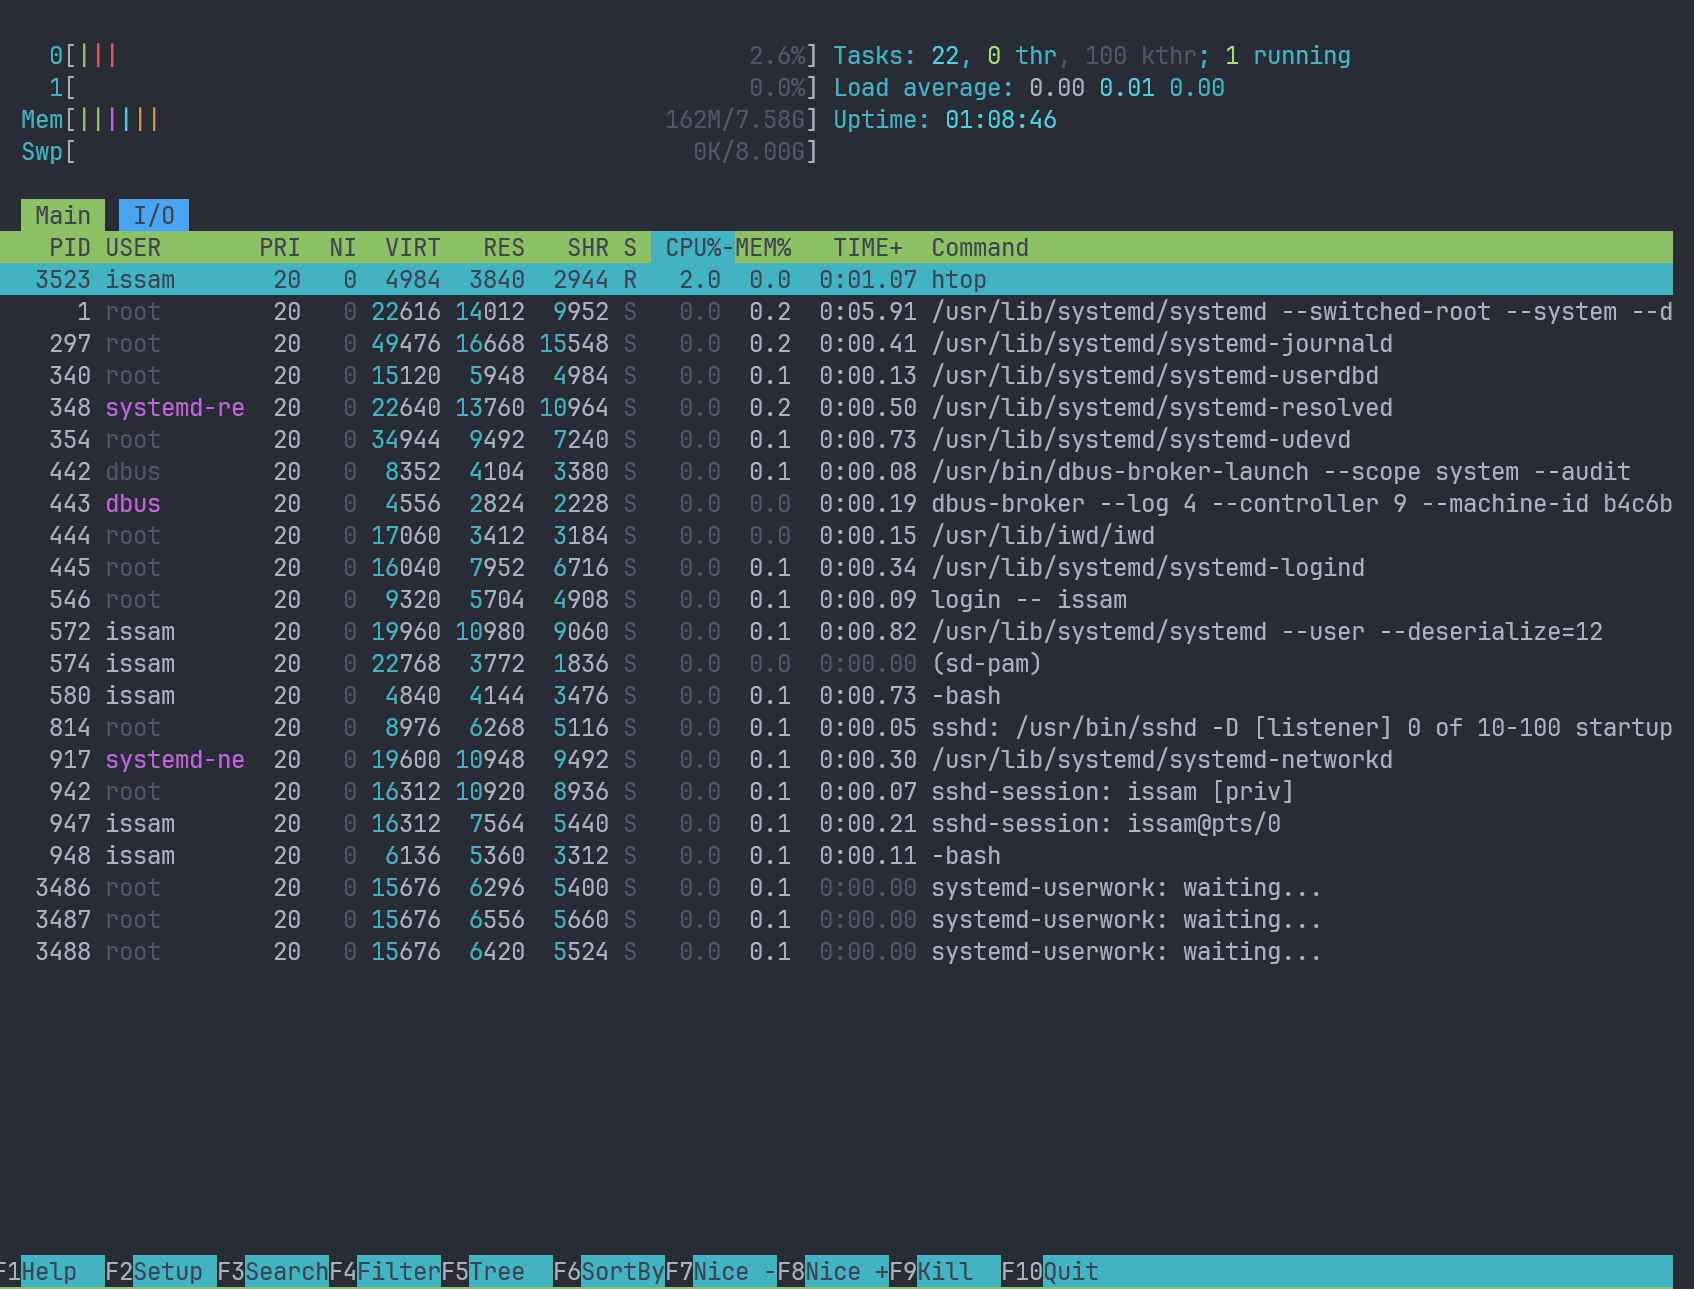 0[||| 2.6%] Tasks: 22, 0 thr, 100 kthr; 1 running
1[ 0.0%] Load average: 0.00 0.01 0.00
Mem[|||||| 162M/7.58G] Uptime: 01:08:46
Swp[ 0K/8.00G]
Main I/O
PID USER PRI NI VIRT RES SHR S CPU%-MEM% TIME+ Command
3523 issam 20 0 4984 3840 2944 R 2.0 0.0 0:01.07 htop
1 root 20 0 22616 14012 9952 S 0.0 0.2 0:05.91 /usr/lib/systemd/systemd --switched-root --system --d
297 root 20 0 49476 16668 15548 S 0.0 0.2 0:00.41 /usr/lib/systemd/systemd-journald
340 root 20 0 15120 5948 4984 S 0.0 0.1 0:00.13 /usr/lib/systemd/systemd-userdbd
348 systemd-re 20 0 22640 13760 10964 S 0.0 0.2 0:00.50 /usr/lib/systemd/systemd-resolved
354 root 20 0 34944 9492 7240 S 0.0 0.1 0:00.73 /usr/lib/systemd/systemd-udevd
442 dbus 20 0 8352 4104 3380 S 0.0 0.1 0:00.08 /usr/bin/dbus-broker-launch --scope system --audit
443 dbus 20 0 4556 2824 2228 S 0.0 0.0 0:00.19 dbus-broker --log 4 --controller 9 --machine-id b4c6b
444 root 20 0 17060 3412 3184 S 0.0 0.0 0:00.15 /usr/lib/iwd/iwd
445 root 20 0 16040 7952 6716 S 0.0 0.1 0:00.34 /usr/lib/systemd/systemd-logind
546 root 20 0 9320 5704 4908 S 0.0 0.1 0:00.09 login -- issam
572 issam 20 0 19960 10980 9060 S 0.0 0.1 0:00.82 /usr/lib/systemd/systemd --user --deserialize=12
574 issam 20 0 22768 3772 1836 S 0.0 0.0 0:00.00 (sd-pam)
580 issam 20 0 4840 4144 3476 S 0.0 0.1 0:00.73 -bash
814 root 20 0 8976 6268 5116 S 0.0 0.1 0:00.05 sshd: /usr/bin/sshd -D [listener] 0 of 10-100 startup
917 systemd-ne 20 0 19600 10948 9492 S 0.0 0.1 0:00.30 /usr/lib/systemd/systemd-networkd
942 root 20 0 16312 10920 8936 S 0.0 0.1 0:00.07 sshd-session: issam [priv]
947 issam 20 0 16312 7564 5440 S 0.0 0.1 0:00.21 sshd-session: issam@pts/0
948 issam 20 0 6136 5360 3312 S 0.0 0.1 0:00.11 -bash
3486 root 20 0 15676 6296 5400 S 0.0 0.1 0:00.00 systemd-userwork: waiting...
3487 root 20 0 15676 6556 5660 S 0.0 0.1 0:00.00 systemd-userwork: waiting...
3488 root 20 0 15676 6420 5524 S 0.0 0.1 0:00.00 systemd-userwork: waiting...
F1Help F2Setup F3SearchF4FilterF5Tree F6SortByF7Nice -F8Nice +F9Kill F10Quit